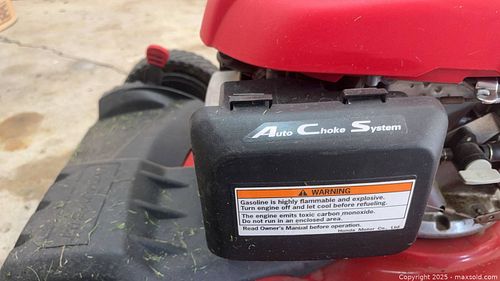 Auto Choke System
WARNING
Gasoline is highly flammable and explosive.
Turn engine off and let cool before refueling.
The engine emits toxic carbon monoxide.
Do not run in an enclosed area.
Read Owner's Manual before operation.
Honda Motor Co., Ltd.
Copyright © 2025 - maxsold.com